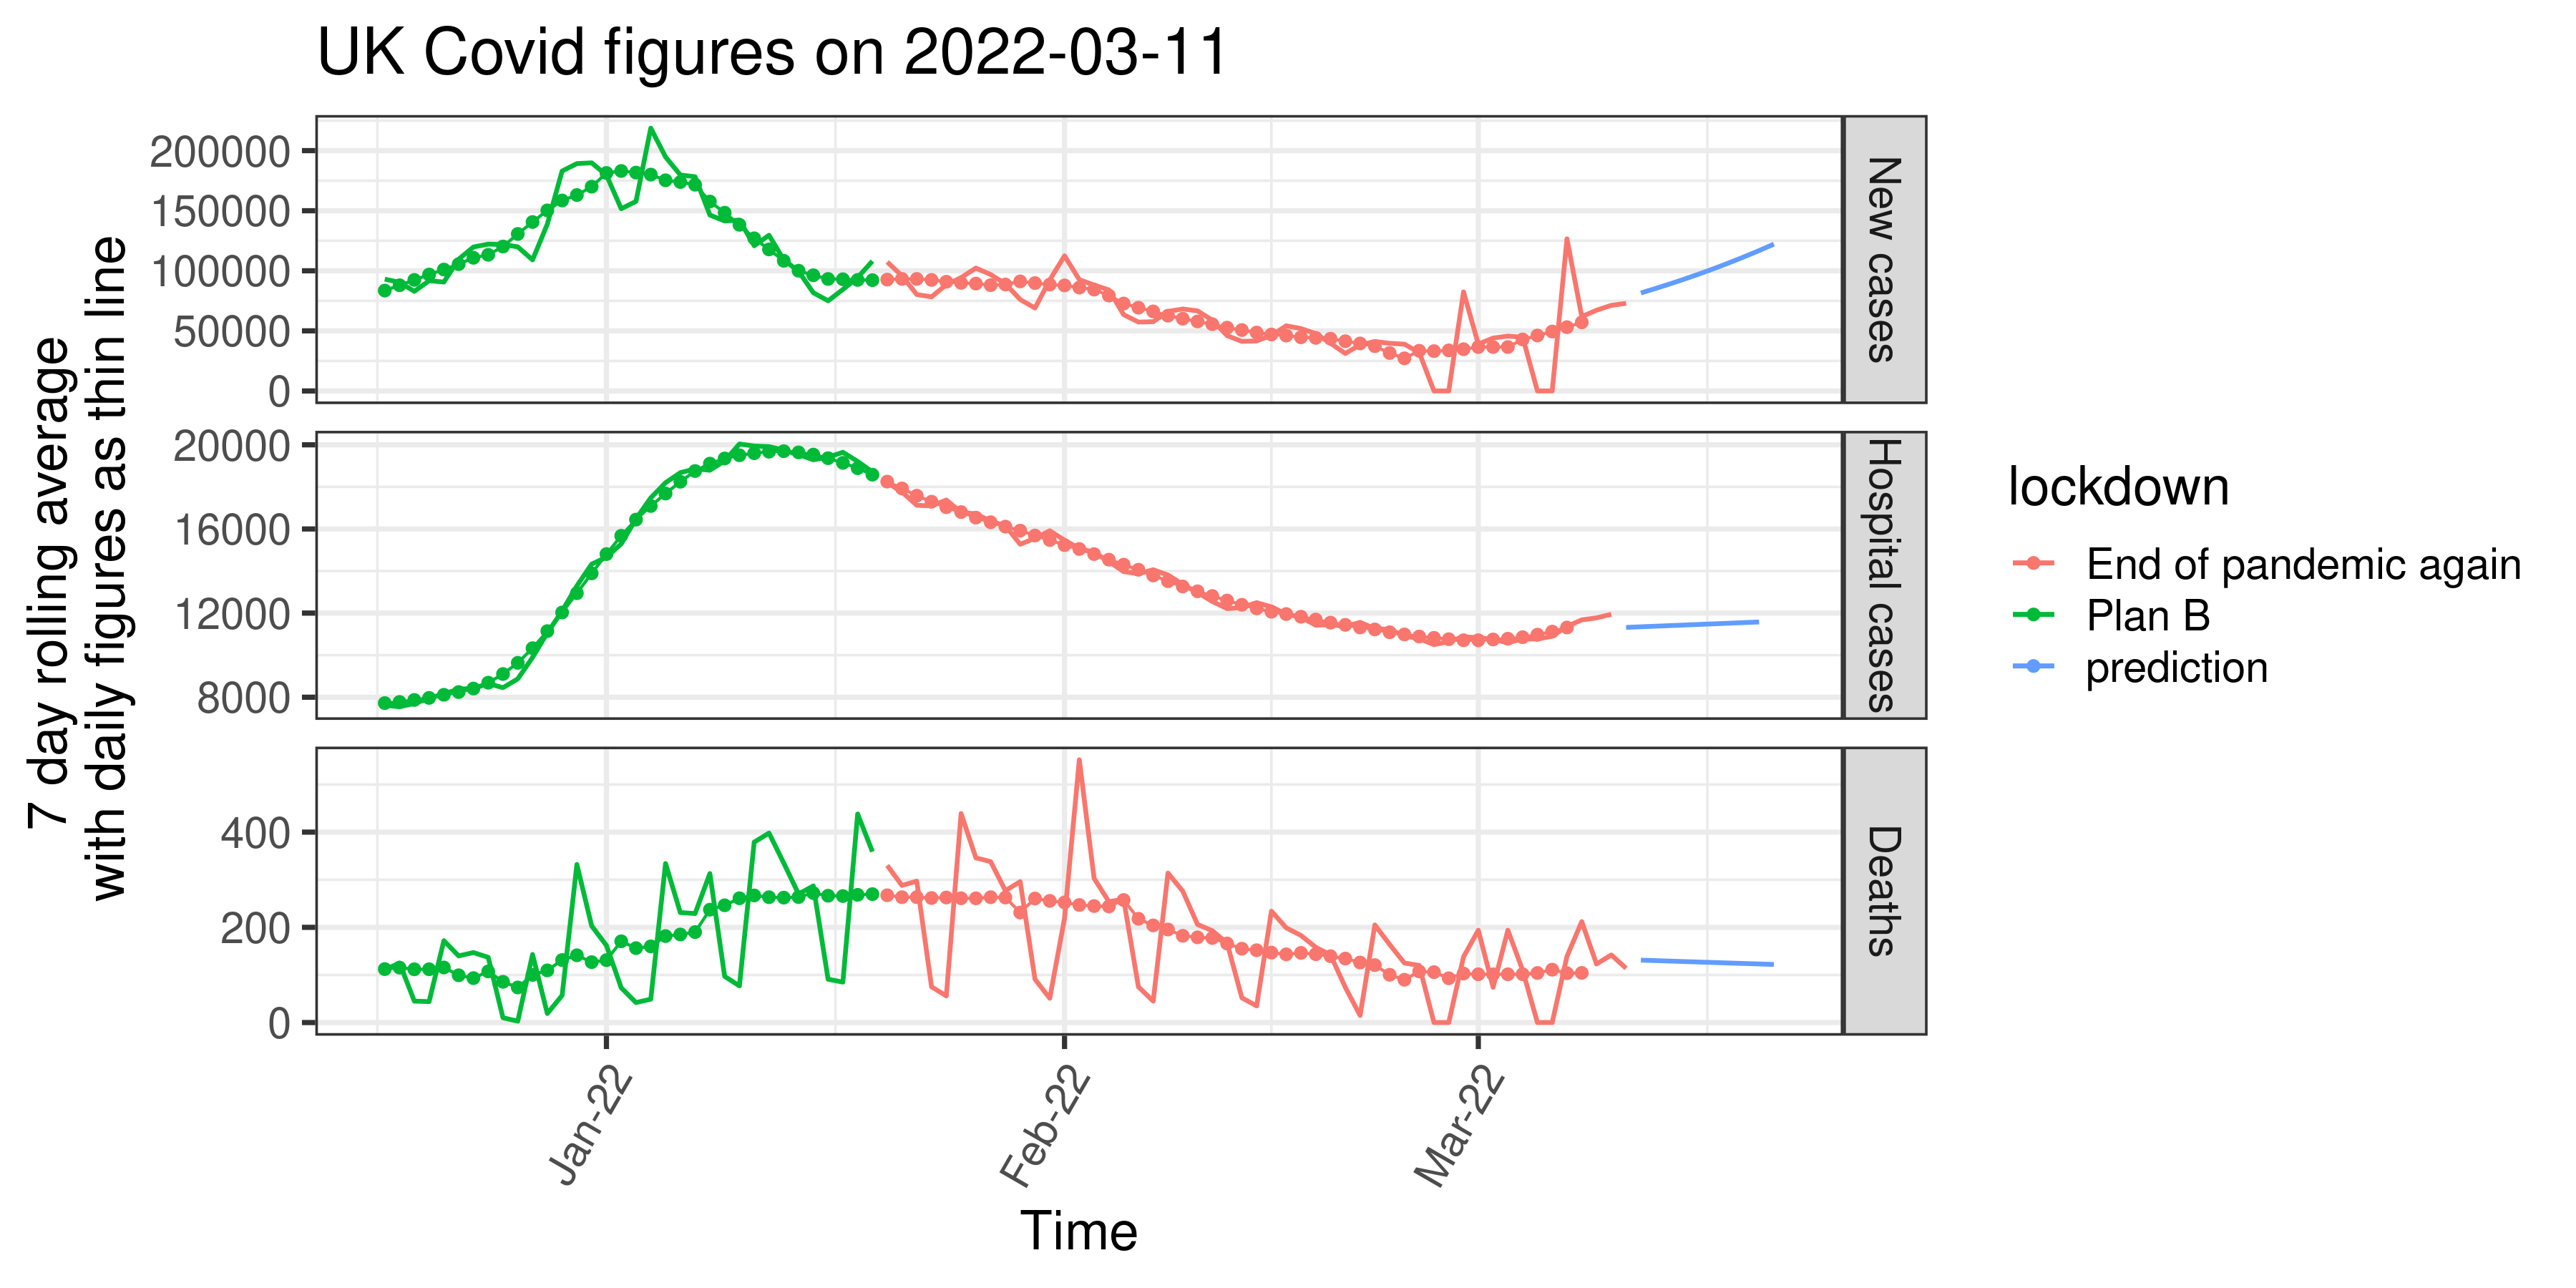 UK Covid figures on 2022-03-11
7 day rolling average
with daily figures as thin line
200000
150000
100000
50000
0
New cases
20000
16000
12000
8000
Hospital cases
400
200
0
Deaths
Jan-22
Feb-22
Mar-22
Time
lockdown
End of pandemic again
Plan B
prediction